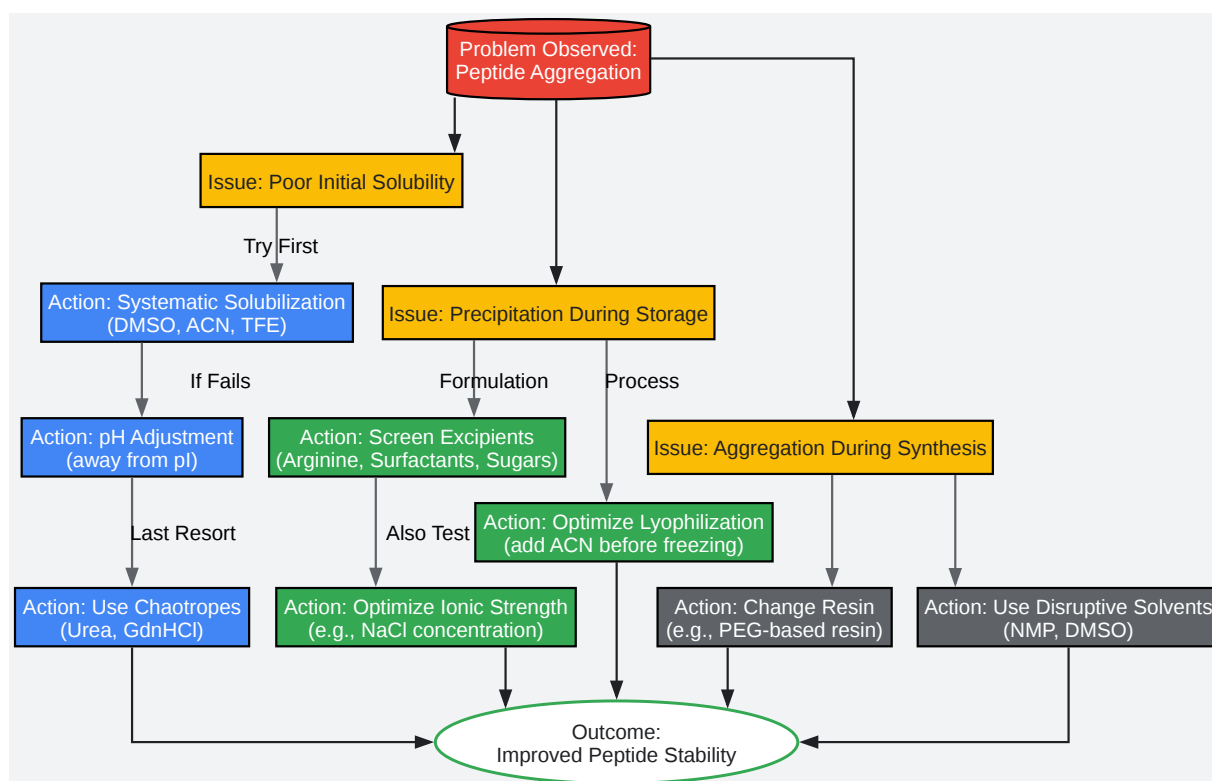 Problem Observed:
Peptide Aggregation
Issue: Poor Initial Solubility
Try First
Action: Systematic Solubilization
(DMSO, ACN, TFE)
Issue: Precipitation During Storage
If Fails
Formulation
Process
Action: pH Adjustment
(away from pI)
Action: Screen Excipients
(Arginine, Surfactants, Sugars)
Issue: Aggregation During Synthesis
Last Resort
Also Test
Action: Optimize Lyophilization
(add ACN before freezing)
Action: Use Chaotropes
(Urea, GdnHCl)
Action: Optimize Ionic Strength
(e.g., NaCl concentration)
Action: Change Resin
(e.g., PEG-based resin)
Action: Use Disruptive Solvents
(NMP, DMSO)
Outcome:
Improved Peptide Stability